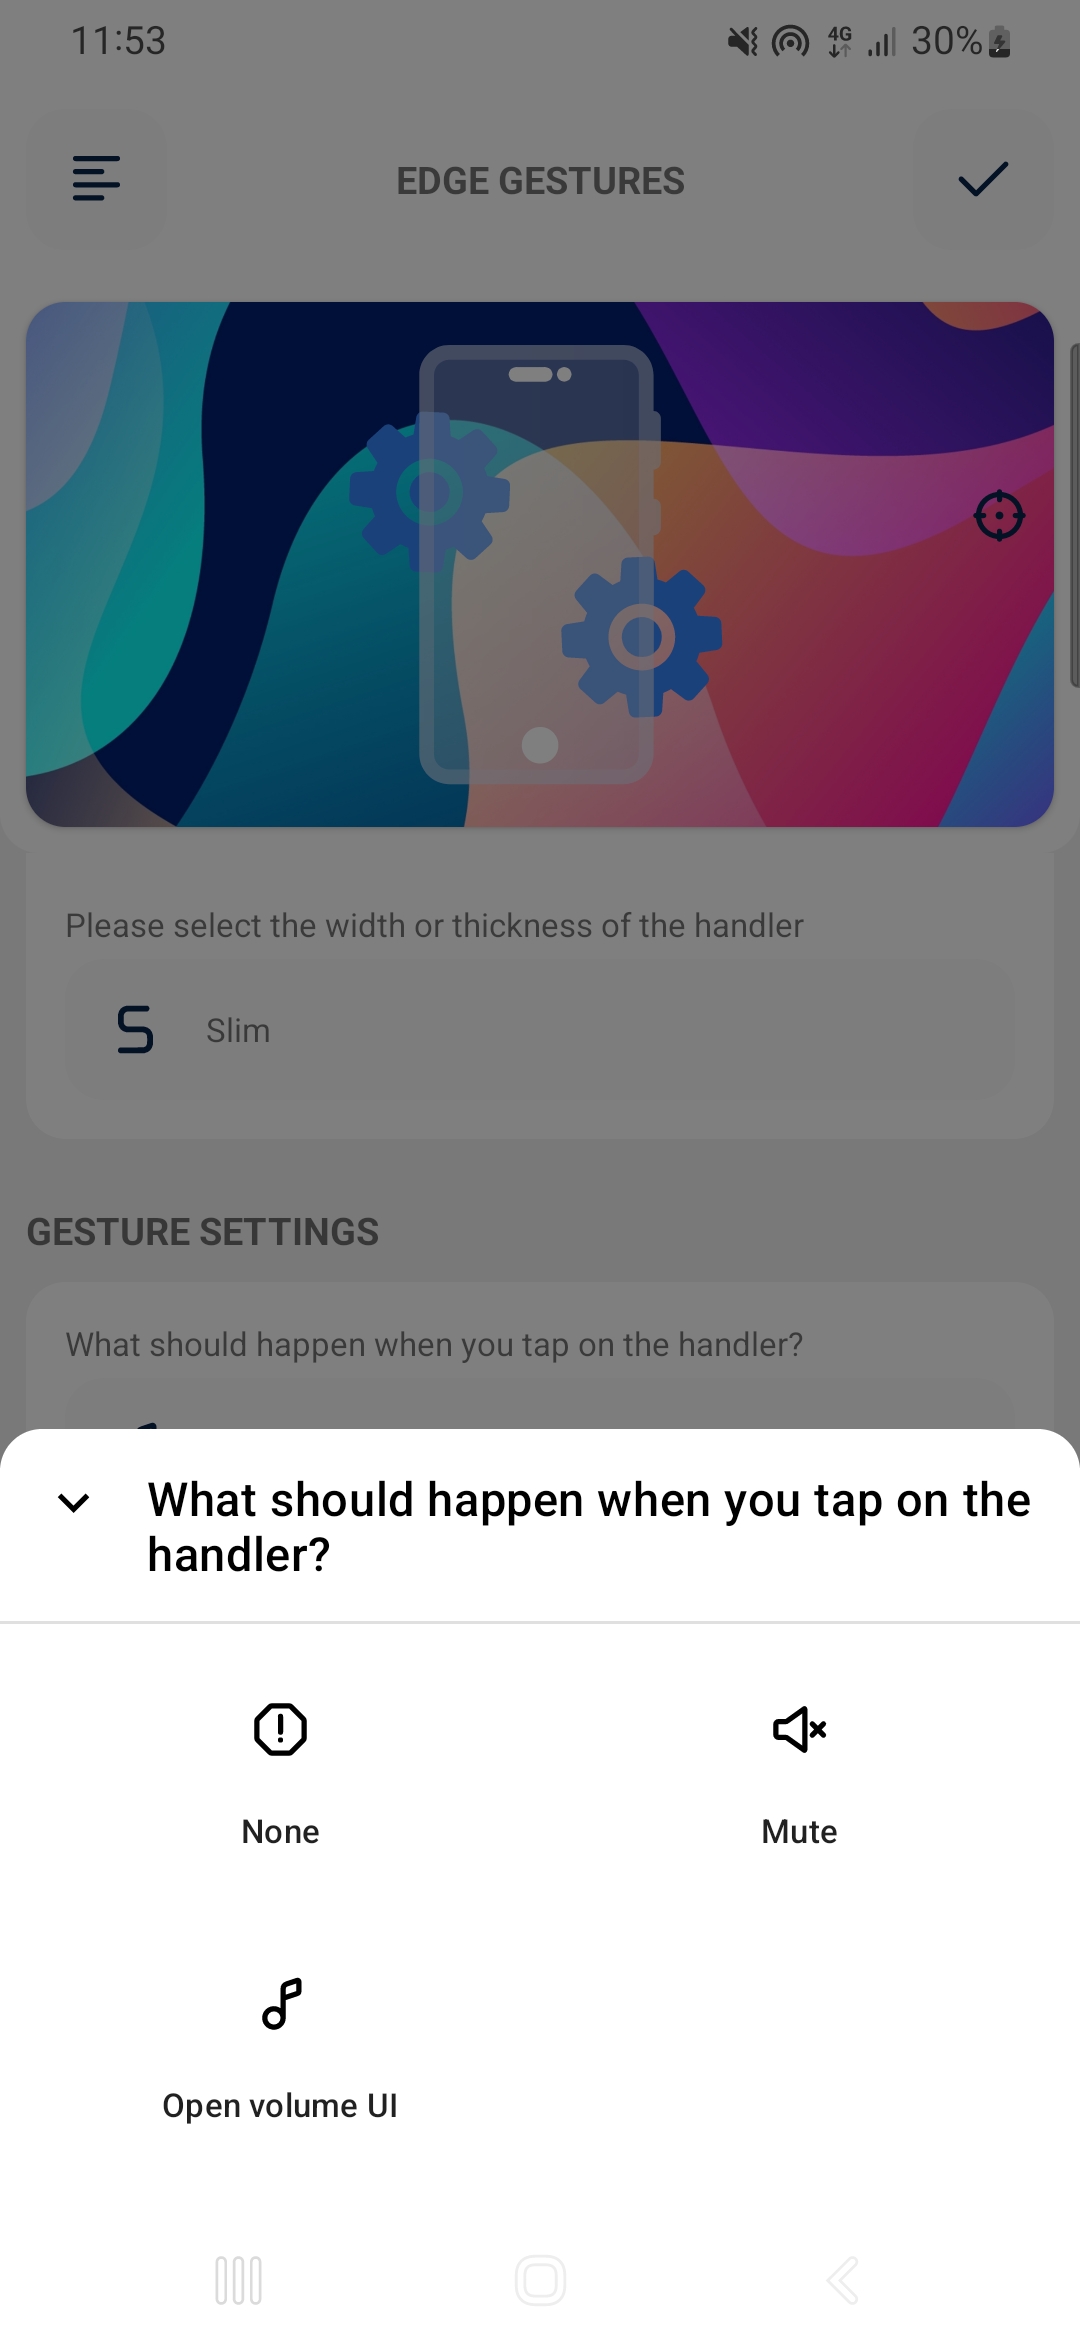 11:53
4G
30%
EDGE GESTURES
Please select the width or thickness of the handler
Slim
GESTURE SETTINGS
What should happen when you tap on the handler?
What should happen when you tap on the
handler?
None
Mute
Open volume UI